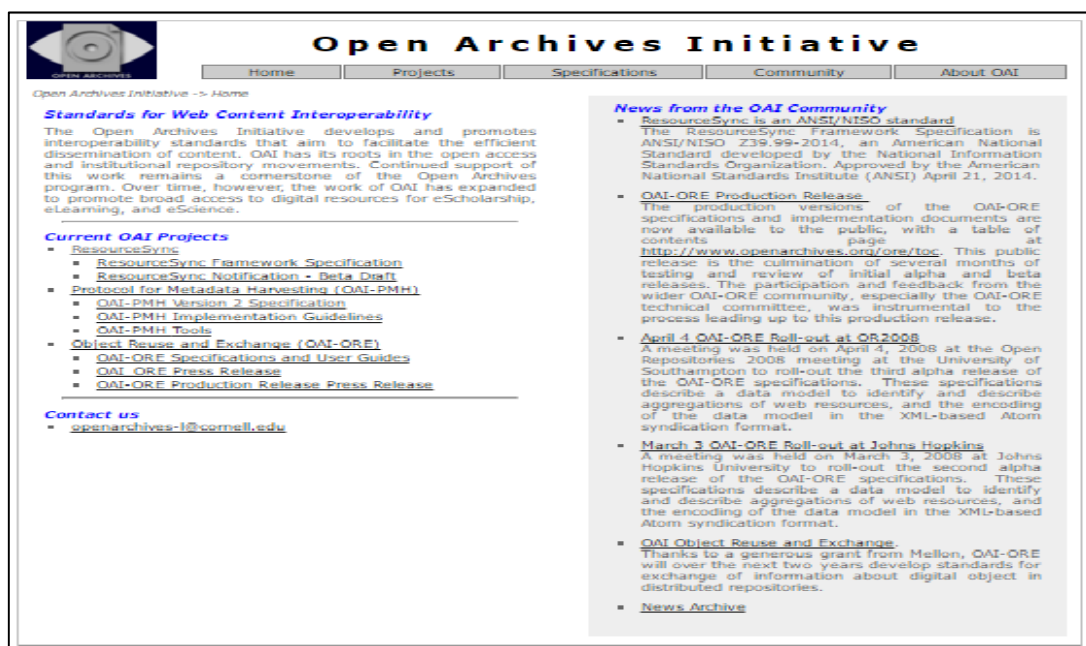 Open Archives Initiative
OPEN ARCHIVES
Home
Projects
Specifications
Community
About OAI
Open Archives Initiative -> Home
Standards for Web Content Interoperability
The Open Archives Initiative develops and promotes
interoperability standards that aim to facilitate the efficient
dissemination of content. OAI has its roots in the open access
and institutional repository movements. Continued support of
this work remains a cornerstone of the Open Archives
program. Over time, however, the work of OAI has expanded
to promote broad access to digital resources for eScholarship,
eLearning, and eScience.
Current OAI Projects
ResourceSync
ResourceSync Framework Specification
ResourceSync Notification - Beta Draft
Protocol for Metadata Harvesting (OAI-PMH)
OAI-PMH Version 2 Specification
OAI-PMH Implementation Guidelines
OAI-PMH Tools
Object Reuse and Exchange (OAI-ORE)
OAI-ORE Specifications and User Guides
OAI ORE Press Release
OAI-ORE Production Release Press Release
Contact us
openarchives-l@cornell.edu
News from the OAI Community
ResourceSync is an ANSI/NISO standard
The ResourceSync Framework Specification is
ANSI/NISO Z39.99-2014, an American National
Standard developed by the National Information
Standards Organization. Approved by the American
National Standards Institute (ANSI) April 21, 2014.
OAI-ORE Production Release
The production versions of the OAI-ORE
specifications and implementation documents are
now available to the public, with a table of
contents page at
http://www.openarchives.org/ore/toc. This public
release is the culmination of several months of
testing and review of initial alpha and beta
releases. The participation and feedback from the
wider OAI-ORE community, especially the OAI-ORE
technical committee, was instrumental to the
process leading up to this production release.
April 4 OAI-ORE Roll-out at OR2008
A meeting was held on April 4, 2008 at the Open
Repositories 2008 meeting at the University of
Southampton to roll-out the third alpha release of
the OAI-ORE specifications. These specifications
describe a data model to identify and describe
aggregations of web resources, and the encoding
of the data model in the XML-based Atom
syndication format.
March 3 OAI-ORE Roll-out at Johns Hopkins
A meeting was held on March 3, 2008 at Johns
Hopkins University to roll-out the second alpha
release of the OAI-ORE specifications. These
specifications describe a data model to identify
and describe aggregations of web resources, and
the encoding of the data model in the XML-based
Atom syndication format.
OAI Object Reuse and Exchange.
Thanks to a generous grant from Mellon, OAI-ORE
will over the next two years develop standards for
exchange of information about digital object in
distributed repositories.
News Archive